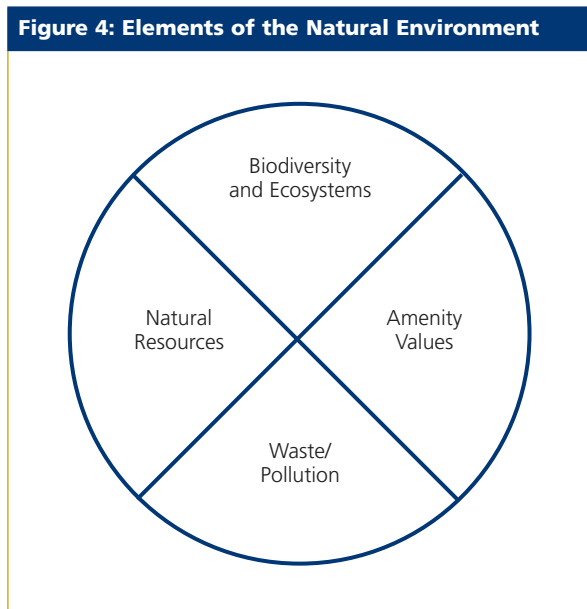 Figure 4: Elements of the Natural Environment
Biodiversity
and Ecosystems
Natural
Resources
Amenity
Values
Waste/
Pollution